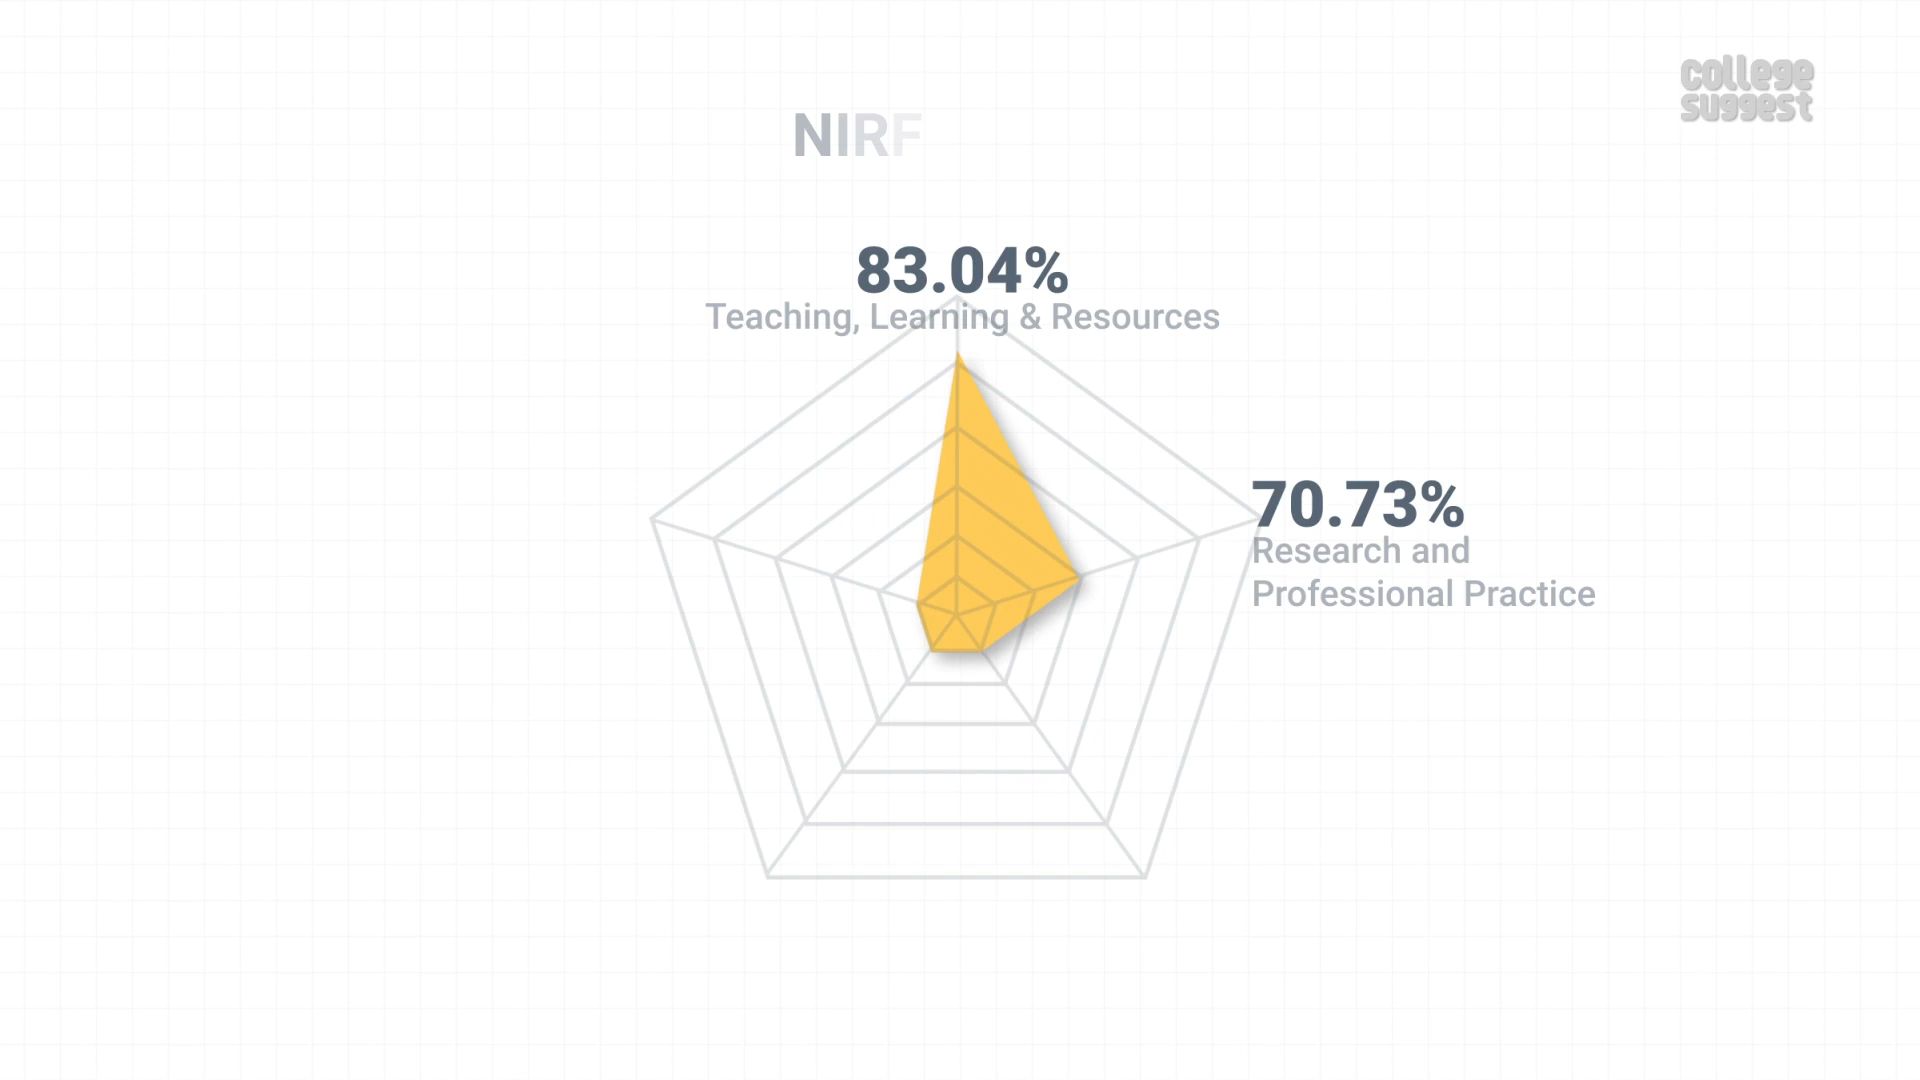 college
suggest
NIRF
83.04%
Teaching, Learning & Resources
70.73%
Research and
Professional Practice